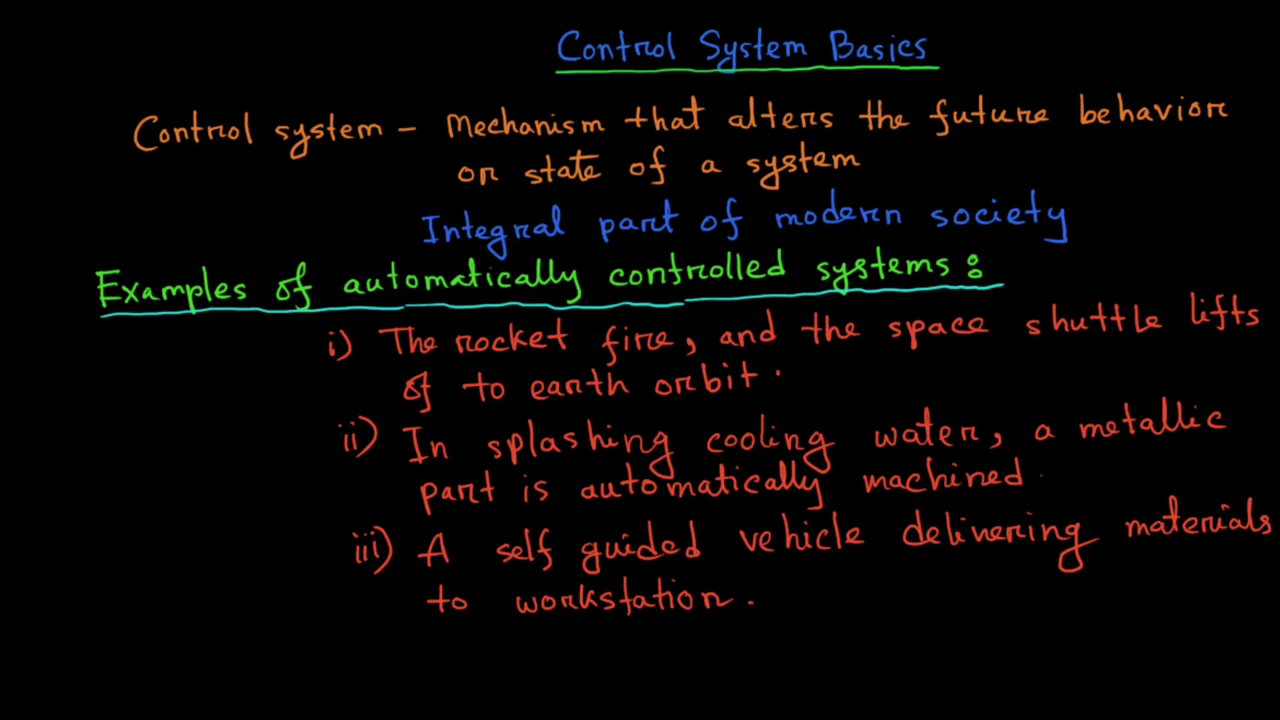 Control System Basics
Control system - Mechanism that alters the future behavior
or state of a system
Integral part of modern society
Examples of automatically controlled systems :
i) The rocket fire, and the space shuttle lifts
of to earth orbit.
ii) In splashing cooling water, a metallic
part is automatically machined.
iii) A self guided vehicle delivering materials
to workstation.